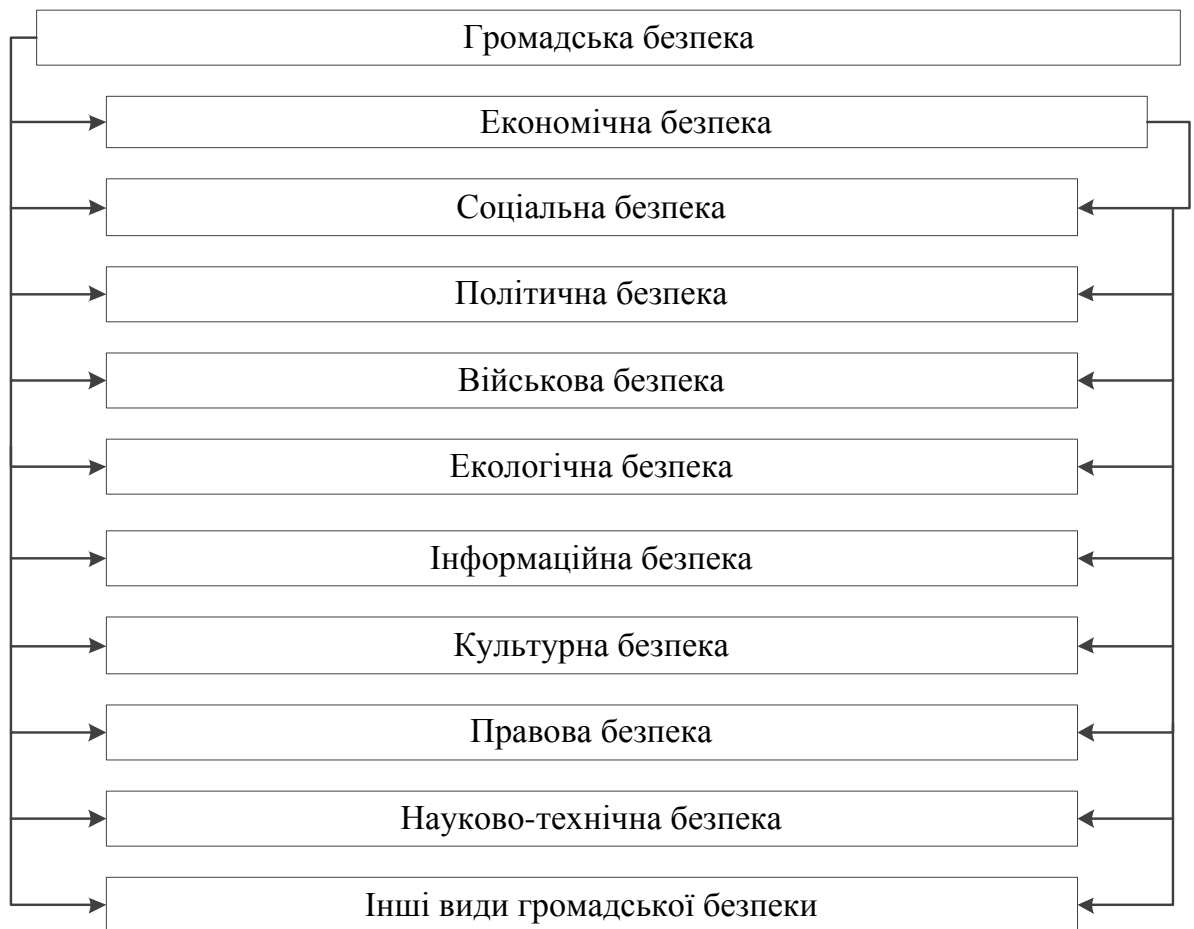 Громадська безпека
Економічна безпека
Соціальна безпека
Політична безпека
Військова безпека
Екологічна безпека
Інформаційна безпека
Культурна безпека
Правова безпека
Науково-технічна безпека
Інші види громадської безпеки